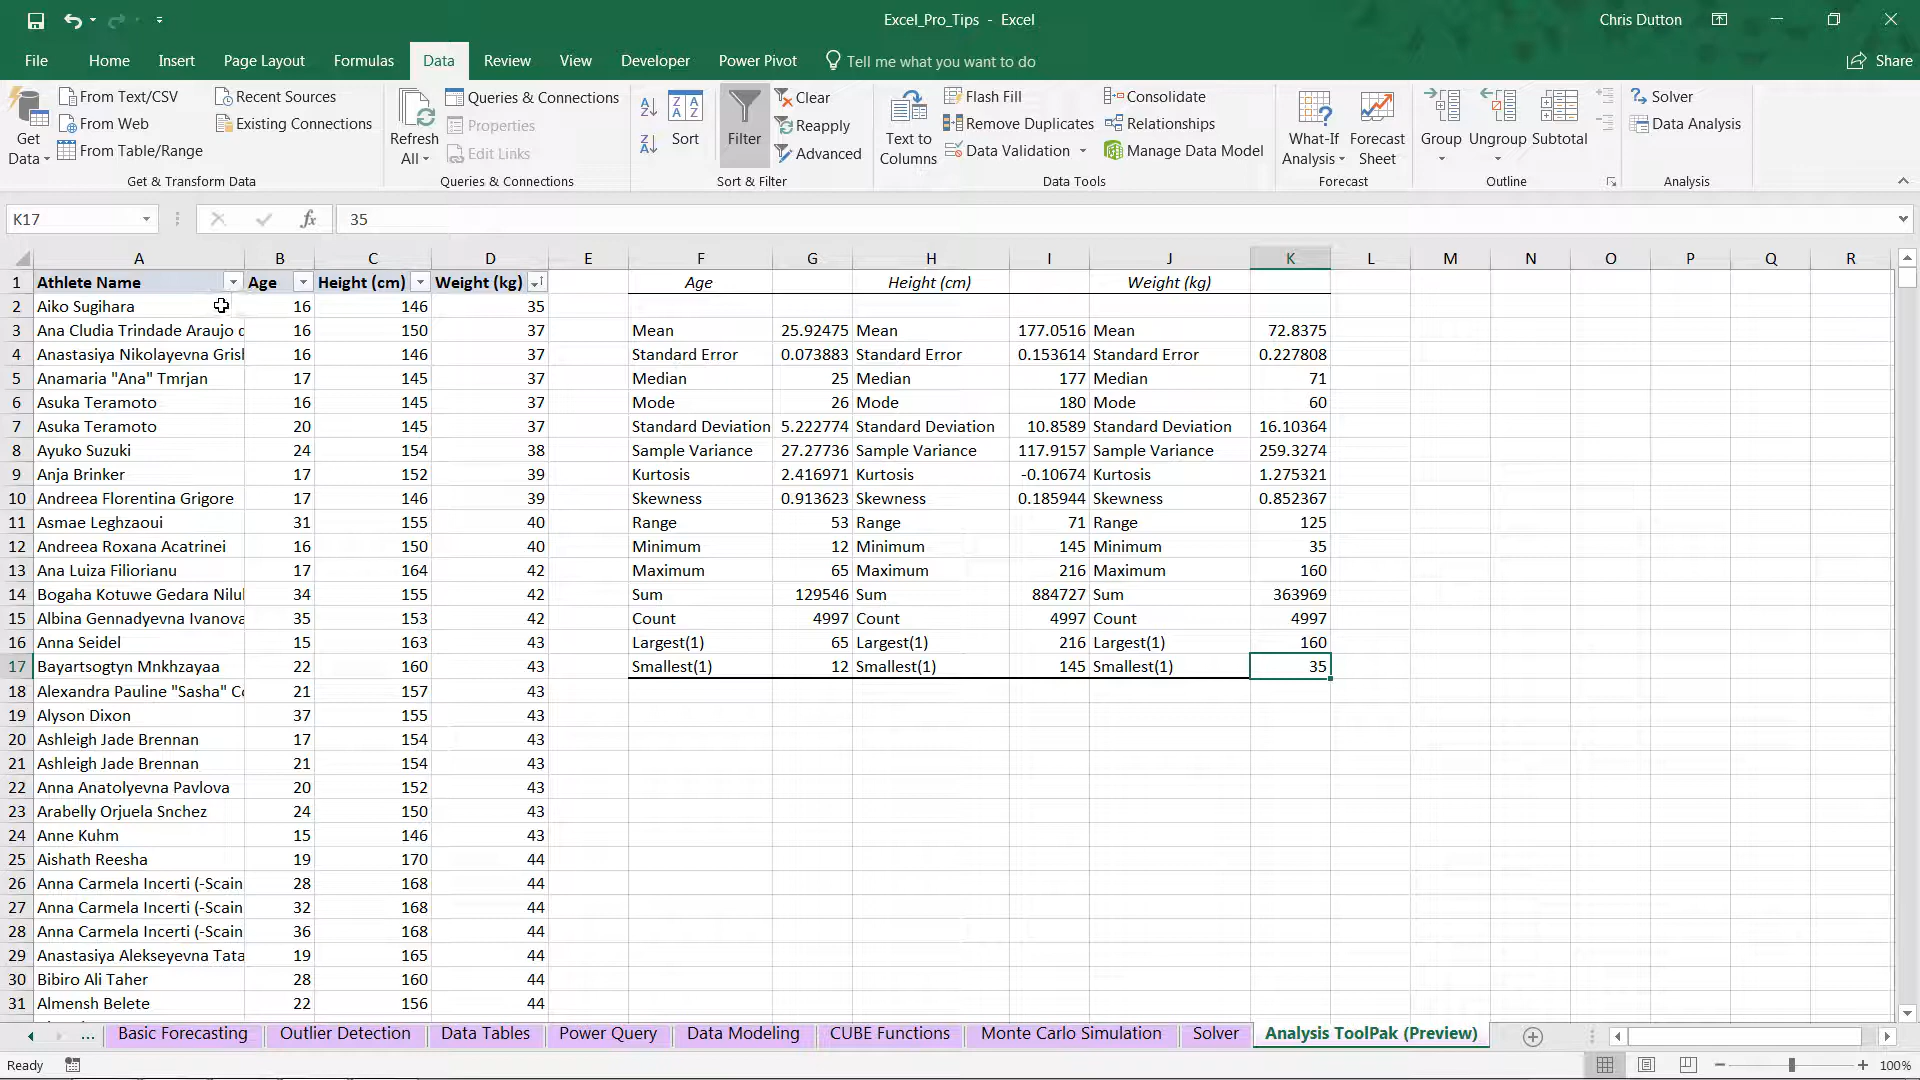 Excel_Pro_Tips - Excel
Chris Dutton
File Home Insert Page Layout Formulas Data Review View Developer Power Pivot Tell me what you want to do Share
Get Data
From Text/CSV
From Web
From Table/Range
Recent Sources
Existing Connections
Get & Transform Data
Refresh All
Queries & Connections
Properties
Edit Links
Queries & Connections
Sort
Filter
Clear
Reapply
Advanced
Sort & Filter
Text to Columns
Flash Fill
Remove Duplicates
Data Validation
Consolidate
Relationships
Manage Data Model
Data Tools
What-If Analysis
Forecast Sheet
Forecast
Group
Ungroup
Subtotal
Outline
Solver
Data Analysis
Analysis
K17 fx 35
A B C D E F G H I J K L M N O P Q R
1 Athlete Name Age Height (cm) Weight (kg) Age Height (cm) Weight (kg)
2 Aiko Sugihara 16 146 35
3 Ana Cludia Trindade Araujo d 16 150 37 Mean 25.92475 Mean 177.0516 Mean 72.8375
4 Anastasiya Nikolayevna Grisl 16 146 37 Standard Error 0.073883 Standard Error 0.153614 Standard Error 0.227808
5 Anamaria "Ana" Tmrjan 17 145 37 Median 25 Median 177 Median 71
6 Asuka Teramoto 16 145 37 Mode 26 Mode 180 Mode 60
7 Asuka Teramoto 20 145 37 Standard Deviation 5.222774 Standard Deviation 10.8589 Standard Deviation 16.10364
8 Ayuko Suzuki 24 154 38 Sample Variance 27.27736 Sample Variance 117.9157 Sample Variance 259.3274
9 Anja Brinker 17 152 39 Kurtosis 2.416971 Kurtosis -0.10674 Kurtosis 1.275321
10 Andreea Florentina Grigore 17 146 39 Skewness 0.913623 Skewness 0.185944 Skewness 0.852367
11 Asmae Leghzaoui 31 155 40 Range 53 Range 71 Range 125
12 Andreea Roxana Acatrinei 16 150 40 Minimum 12 Minimum 145 Minimum 35
13 Ana Luiza Filiorianu 17 164 42 Maximum 65 Maximum 216 Maximum 160
14 Bogaha Kotuwe Gedara Nilul 34 155 42 Sum 129546 Sum 884727 Sum 363969
15 Albina Gennadyevna Ivanova 35 153 42 Count 4997 Count 4997 Count 4997
16 Anna Seidel 15 163 43 Largest(1) 65 Largest(1) 216 Largest(1) 160
17 Bayartsogtyn Mnkhzayaa 22 160 43 Smallest(1) 12 Smallest(1) 145 Smallest(1) 35
18 Alexandra Pauline "Sasha" Co 21 157 43
19 Alyson Dixon 37 155 43
20 Ashleigh Jade Brennan 17 154 43
21 Ashleigh Jade Brennan 21 154 43
22 Anna Anatolyevna Pavlova 20 152 43
23 Arabelly Orjuela Snchez 24 150 43
24 Anne Kuhm 15 146 43
25 Aishath Reesha 19 170 44
26 Anna Carmela Incerti (-Scain 28 168 44
27 Anna Carmela Incerti (-Scain 32 168 44
28 Anna Carmela Incerti (-Scain 36 168 44
29 Anastasiya Alekseyevna Tata 19 165 44
30 Bibiro Ali Taher 28 160 44
31 Almensh Belete 22 156 44
... Basic Forecasting Outlier Detection Data Tables Power Query Data Modeling CUBE Functions Monte Carlo Simulation Solver Analysis ToolPak (Preview)
Ready 100%